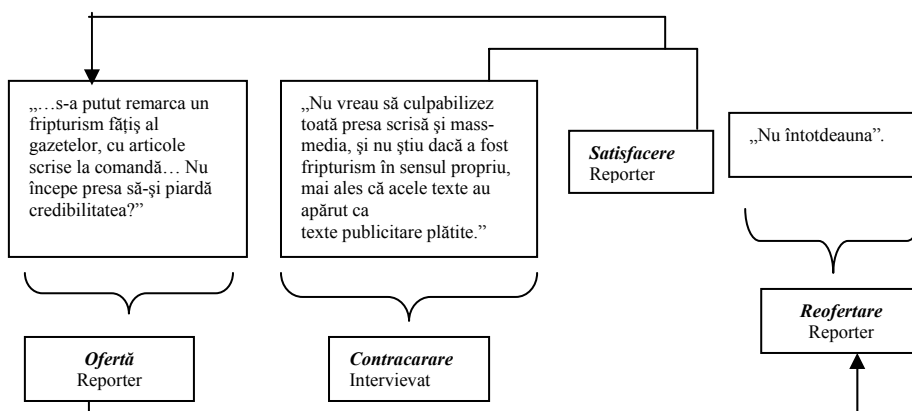 „…s-a putut remarca un
fripturism făţiş al
gazetelor, cu articole
scrise la comandă… Nu
începe presa să-şi piardă
credibilitatea?”
Ofertă
Reporter
„Nu vreau să culpabilizez
toată presa scrisă şi mass-
media, şi nu ştiu dacă a fost
fripturism în sensul propriu,
mai ales că acele texte au
apărut ca
texte publicitare plătite.”
Contracarare
Intervievat
Satisfacere
Reporter
„Nu întotdeauna”.
Reofertare
Reporter